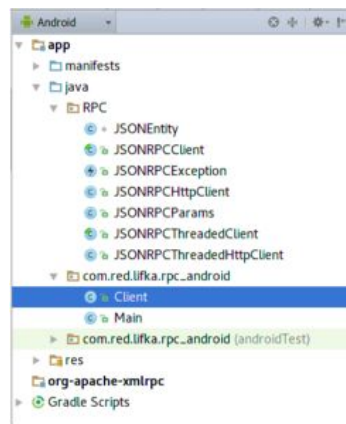 Android
app
manifests
java
RPC
JSONEntity
JSONRPCClient
JSONRPCException
JSONRPCHttpClient
JSONRPCParams
JSONRPCThreadedClient
JSONRPCThreadedHttpClient
com.red.lifka.rpc_android
Client
Main
com.red.lifka.rpc_android (androidTest)
res
org-apache-xmlrpc
Gradle Scripts